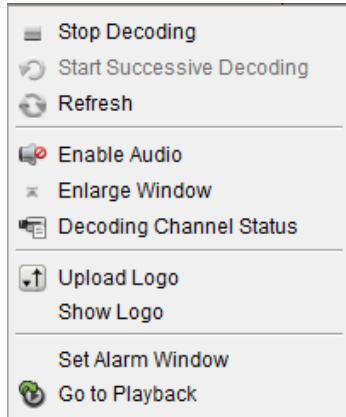 Stop Decoding
Start Successive Decoding
Refresh
Enable Audio
Enlarge Window
Decoding Channel Status
Upload Logo
Show Logo
Set Alarm Window
Go to Playback